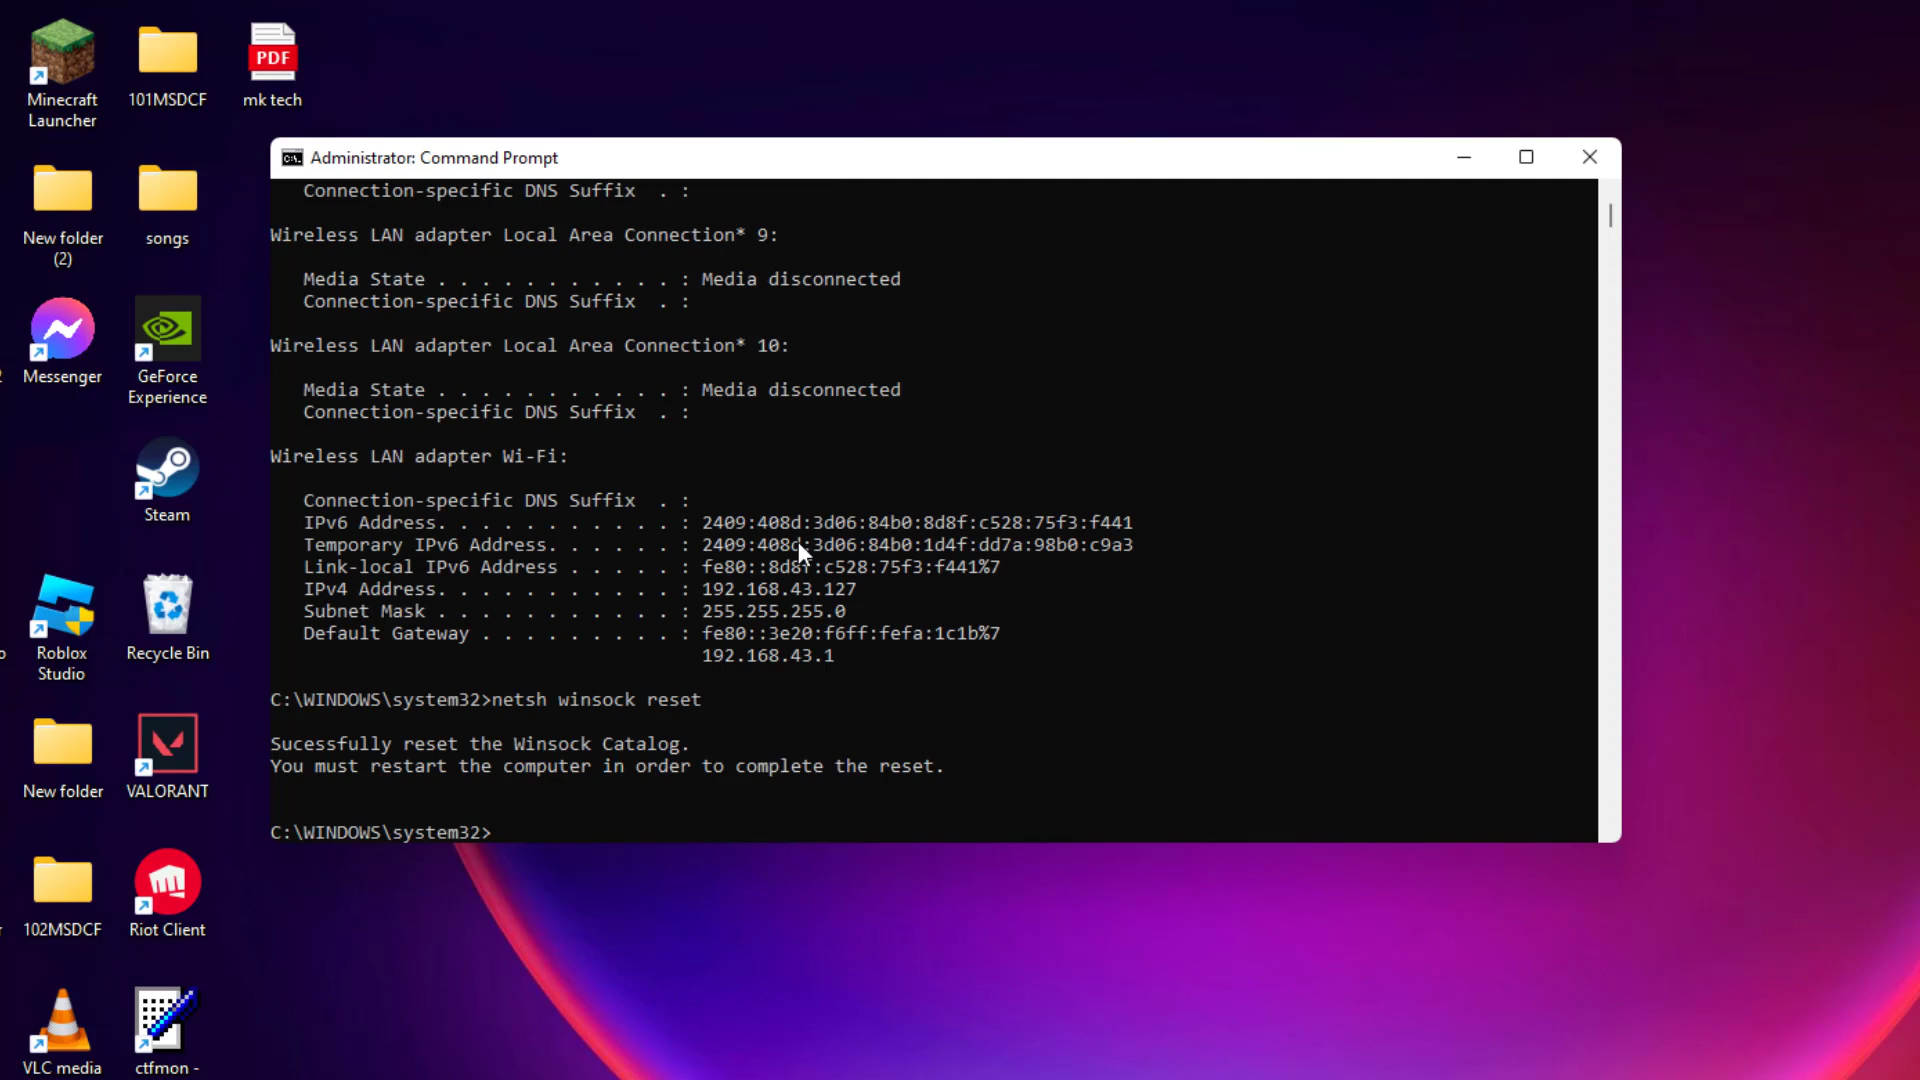 Minecraft
Launcher
101MSDCF
PDF
mk tech
New folder
(2)
songs
Messenger
GeForce
Experience
Steam
Roblox
Studio
Recycle Bin
New folder
VALORANT
102MSDCF
Riot Client
VLC media
ctfmon -
C:\.
Administrator: Command Prompt
Connection-specific DNS Suffix  . :
Wireless LAN adapter Local Area Connection* 9:
Media State . . . . . . . . . . . : Media disconnected
Connection-specific DNS Suffix  . :
Wireless LAN adapter Local Area Connection* 10:
Media State . . . . . . . . . . . : Media disconnected
Connection-specific DNS Suffix  . :
Wireless LAN adapter Wi-Fi:
Connection-specific DNS Suffix  . :
IPv6 Address. . . . . . . . . . . : 2409:408d:3d06:84b0:8d8f:c528:75f3:f441
Temporary IPv6 Address. . . . . . : 2409:408d:3d06:84b0:1d4f:dd7a:98b0:c9a3
Link-local IPv6 Address . . . . . : fe80::8d8f:c528:75f3:f441%7
IPv4 Address. . . . . . . . . . . : 192.168.43.127
Subnet Mask . . . . . . . . . . . : 255.255.255.0
Default Gateway . . . . . . . . . : fe80::3e20:f6ff:fefa:1c1b%7
192.168.43.1
C:\WINDOWS\system32>netsh winsock reset
Sucessfully reset the Winsock Catalog.
You must restart the computer in order to complete the reset.
C:\WINDOWS\system32>